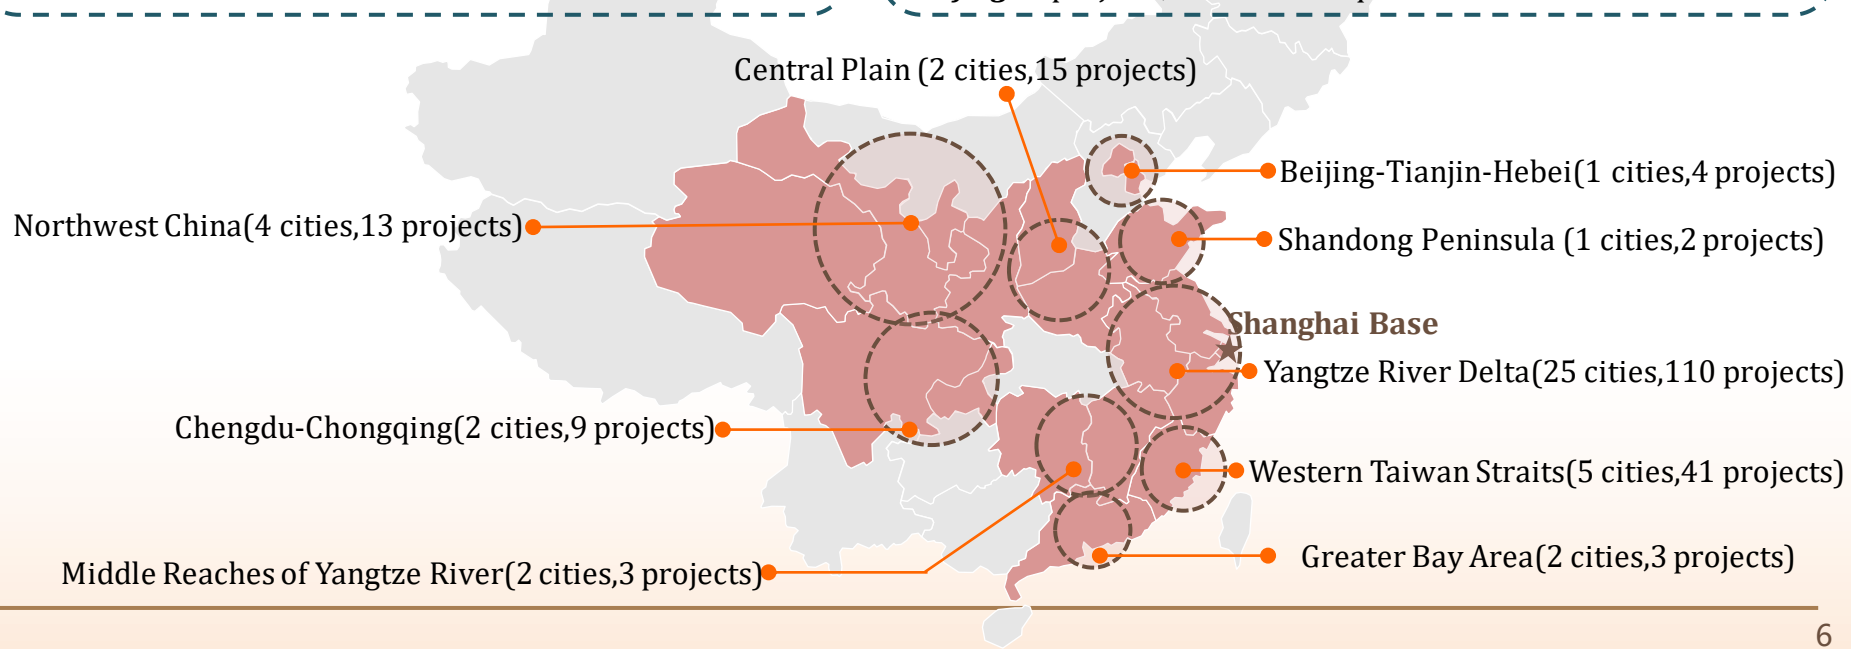 Central Plain (2 cities,15 projects)
Beijing-Tianjin-Hebei(1 cities,4 projects)
Northwest China(4 cities,13 projects)
Shandong Peninsula (1 cities,2 projects)
Shanghai Base
Yangtze River Delta(25 cities,110 projects)
Chengdu-Chongqing(2 cities,9 projects)
Western Taiwan Straits(5 cities,41 projects)
Greater Bay Area(2 cities,3 projects)
Middle Reaches of Yangtze River(2 cities,3 projects)
6